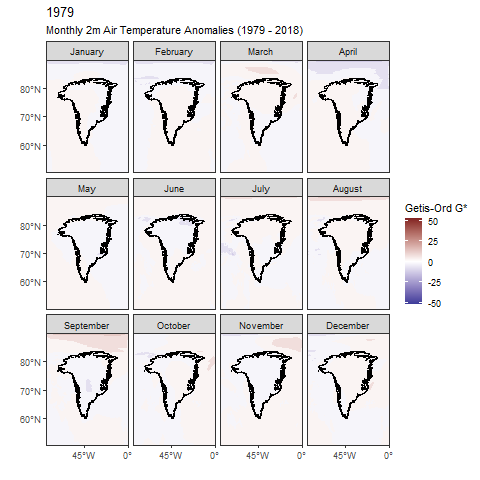 1979
Monthly 2m Air Temperature Anomalies (1979 - 2018)
January February March April
80°N
70°N
60°N
May June July August
80°N
70°N
60°N
September October November December
80°N
70°N
60°N
45°W 0° 45°W 0° 45°W 0° 45°W 0°
Getis-Ord G*
50
25
0
-25
-50